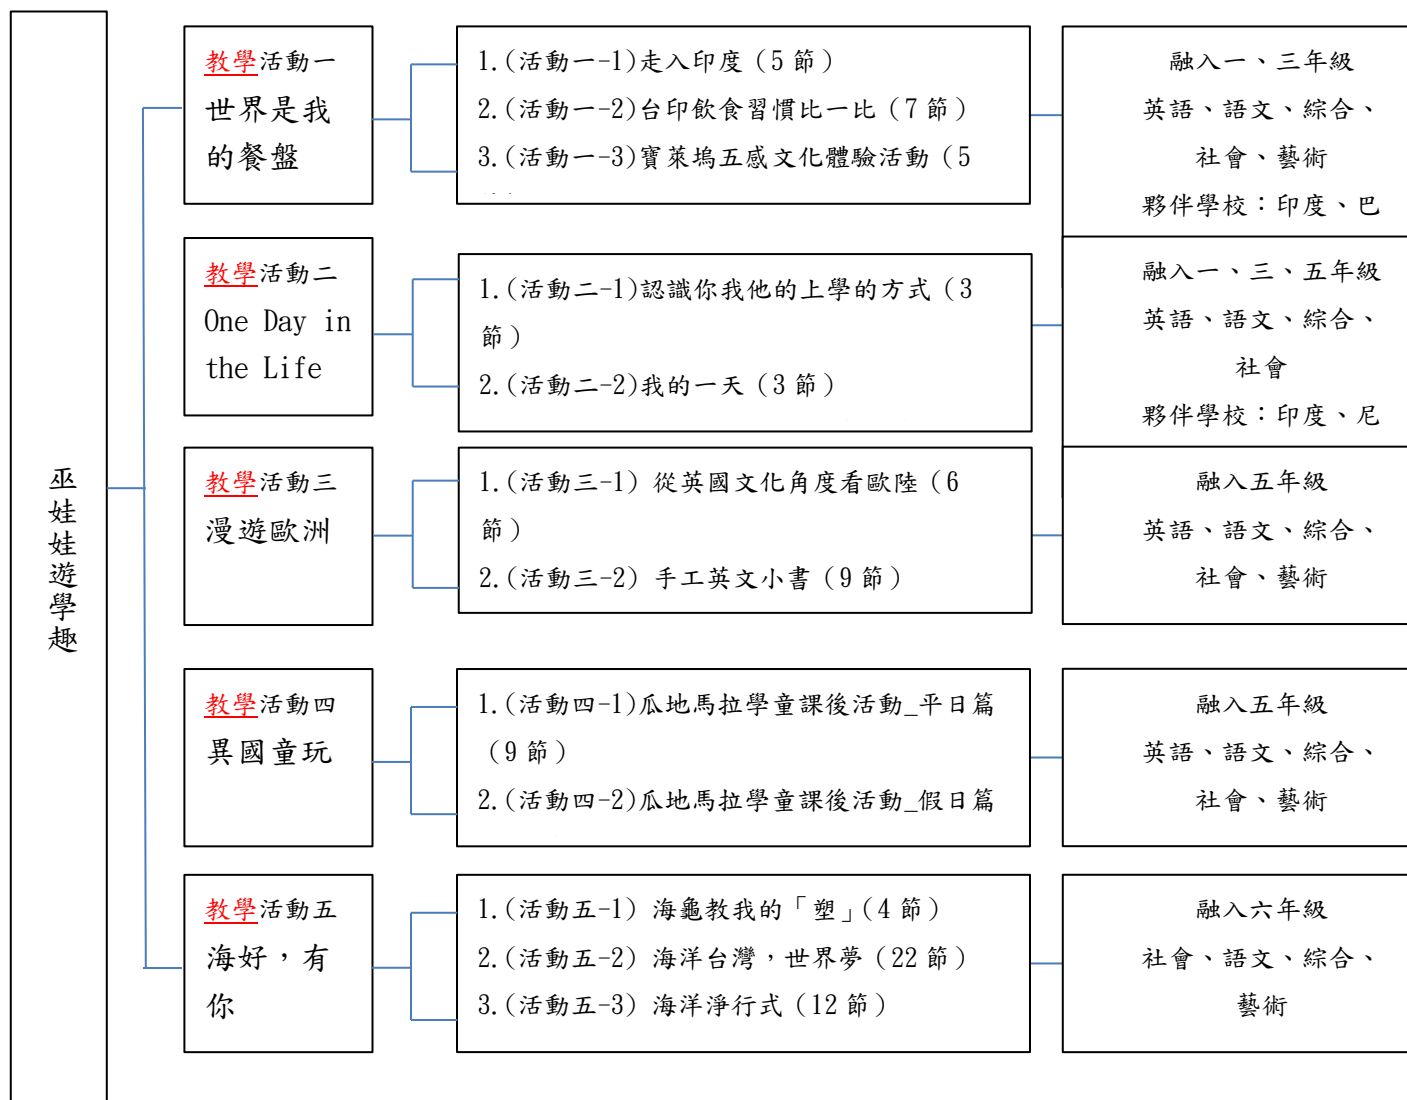 巫娃娃遊學趣
教學活動一
世界是我
的餐盤
1.(活動一-1)走入印度（5 節）
2.(活動一-2)台印飲食習慣比一比（7 節）
3.(活動一-3)寶萊塢五感文化體驗活動（5
融入一、三年級
英語、語文、綜合、
社會、藝術
夥伴學校：印度、巴
教學活動二
One Day in
the Life
1.(活動二-1)認識你我他的上學的方式（3
節）
2.(活動二-2)我的一天（3 節）
融入一、三、五年級
英語、語文、綜合、
社會
夥伴學校：印度、尼
教學活動三
漫遊歐洲
1.(活動三-1) 從英國文化角度看歐陸（6
節）
2.(活動三-2) 手工英文小書（9 節）
融入五年級
英語、語文、綜合、
社會、藝術
教學活動四
異國童玩
1.(活動四-1)瓜地馬拉學童課後活動_平日篇
（9 節）
2.(活動四-2)瓜地馬拉學童課後活動_假日篇
融入五年級
英語、語文、綜合、
社會、藝術
教學活動五
海好，有
你
1.(活動五-1) 海龜教我的「塑」（4 節）
2.(活動五-2) 海洋台灣，世界夢（22 節）
3.(活動五-3) 海洋淨行式（12 節）
融入六年級
社會、語文、綜合、
藝術